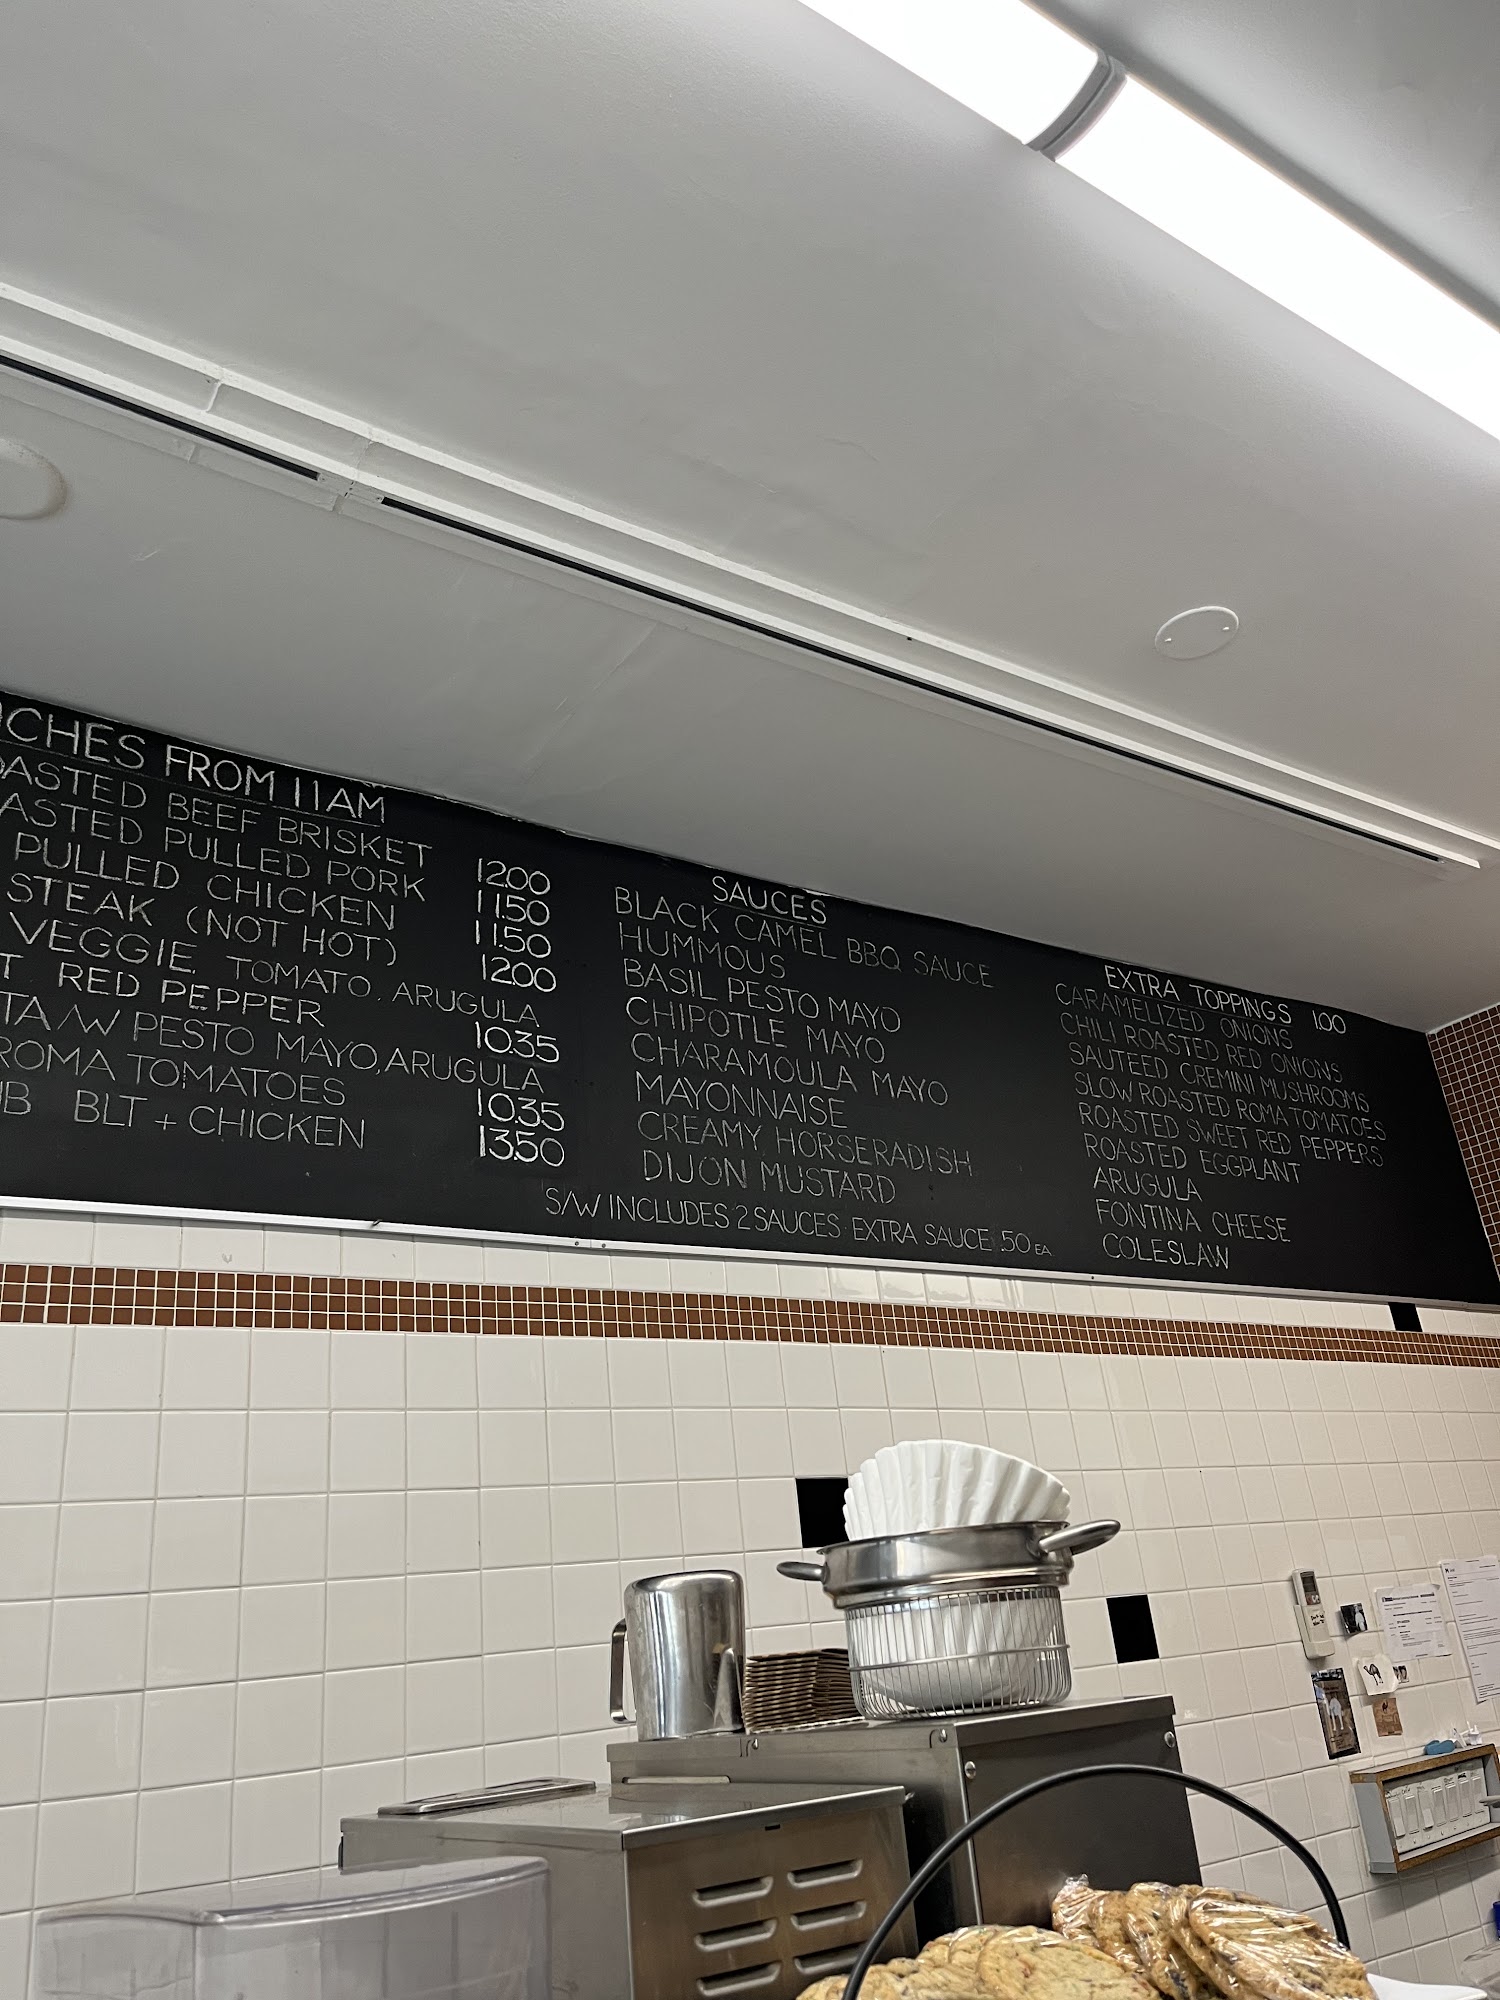 ICHES FROM 11AM
OASTED BEEF BRISKET 12.00
ASTED PULLED PORK 11.50
PULLED CHICKEN 11.50
STEAK (NOT HOT) 12.00
VEGGIE TOMATO, ARUGULA
T RED PEPPER 10.35
TA /W PESTO MAYO, ARUGULA
ROMA TOMATOES 10.35
UB BLT + CHICKEN 13.50
SAUCES
BLACK CAMEL BBQ SAUCE
HUMMOUS
BASIL PESTO MAYO
CHIPOTLE MAYO
CHARAMOULA MAYO
MAYONNAISE
CREAMY HORSERADISH
DIJON MUSTARD
S/W INCLUDES 2 SAUCES · EXTRA SAUCE .50 EA
EXTRA TOPPINGS 1.00
CARAMELIZED ONIONS
CHILI ROASTED RED ONIONS
SAUTEED CREMINI MUSHROOMS
SLOW ROASTED ROMA TOMATOES
ROASTED SWEET RED PEPPERS
ROASTED EGGPLANT
ARUGULA
FONTINA CHEESE
COLESLAW